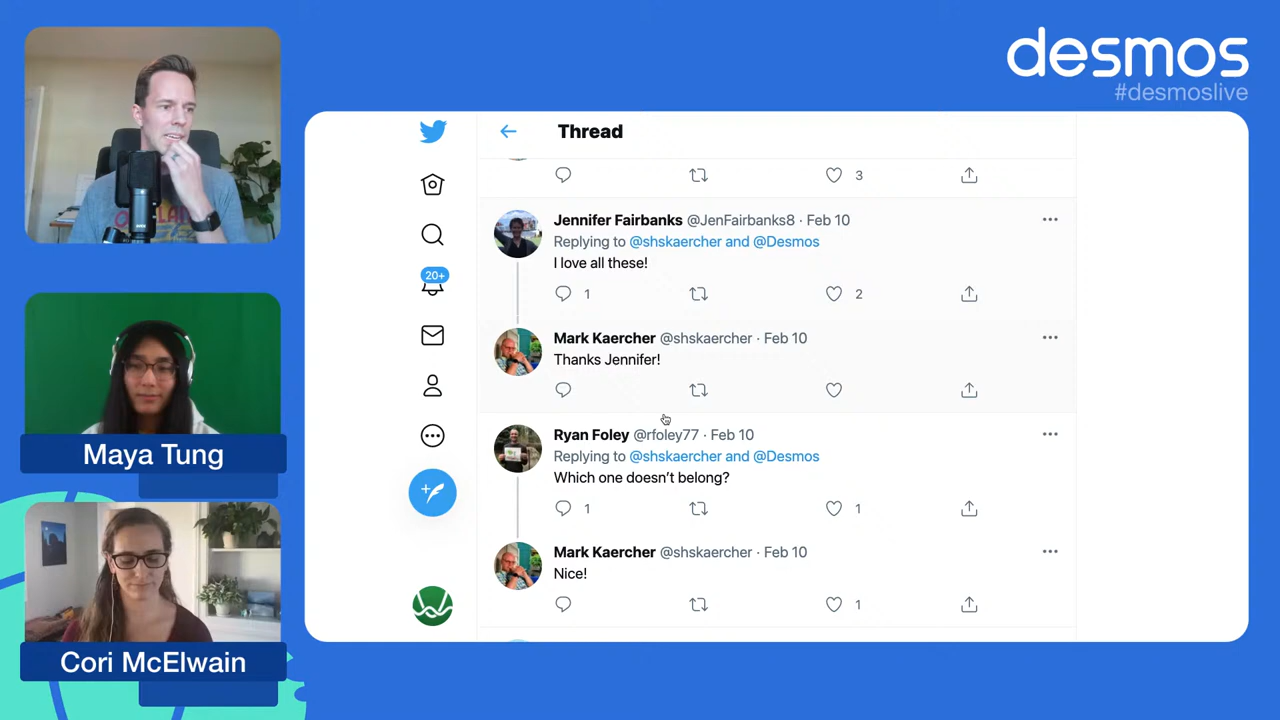 desmos
#desmoslive
Thread
3
Jennifer Fairbanks @JenFairbanks8 · Feb 10
Replying to @shskaercher and @Desmos
I love all these!
1 2
20+
Mark Kaercher @shskaercher · Feb 10
Thanks Jennifer!
Ryan Foley @rfoley77 · Feb 10
Replying to @shskaercher and @Desmos
Which one doesn't belong?
1 1
Mark Kaercher @shskaercher · Feb 10
Nice!
1
Maya Tung
Cori McElwain